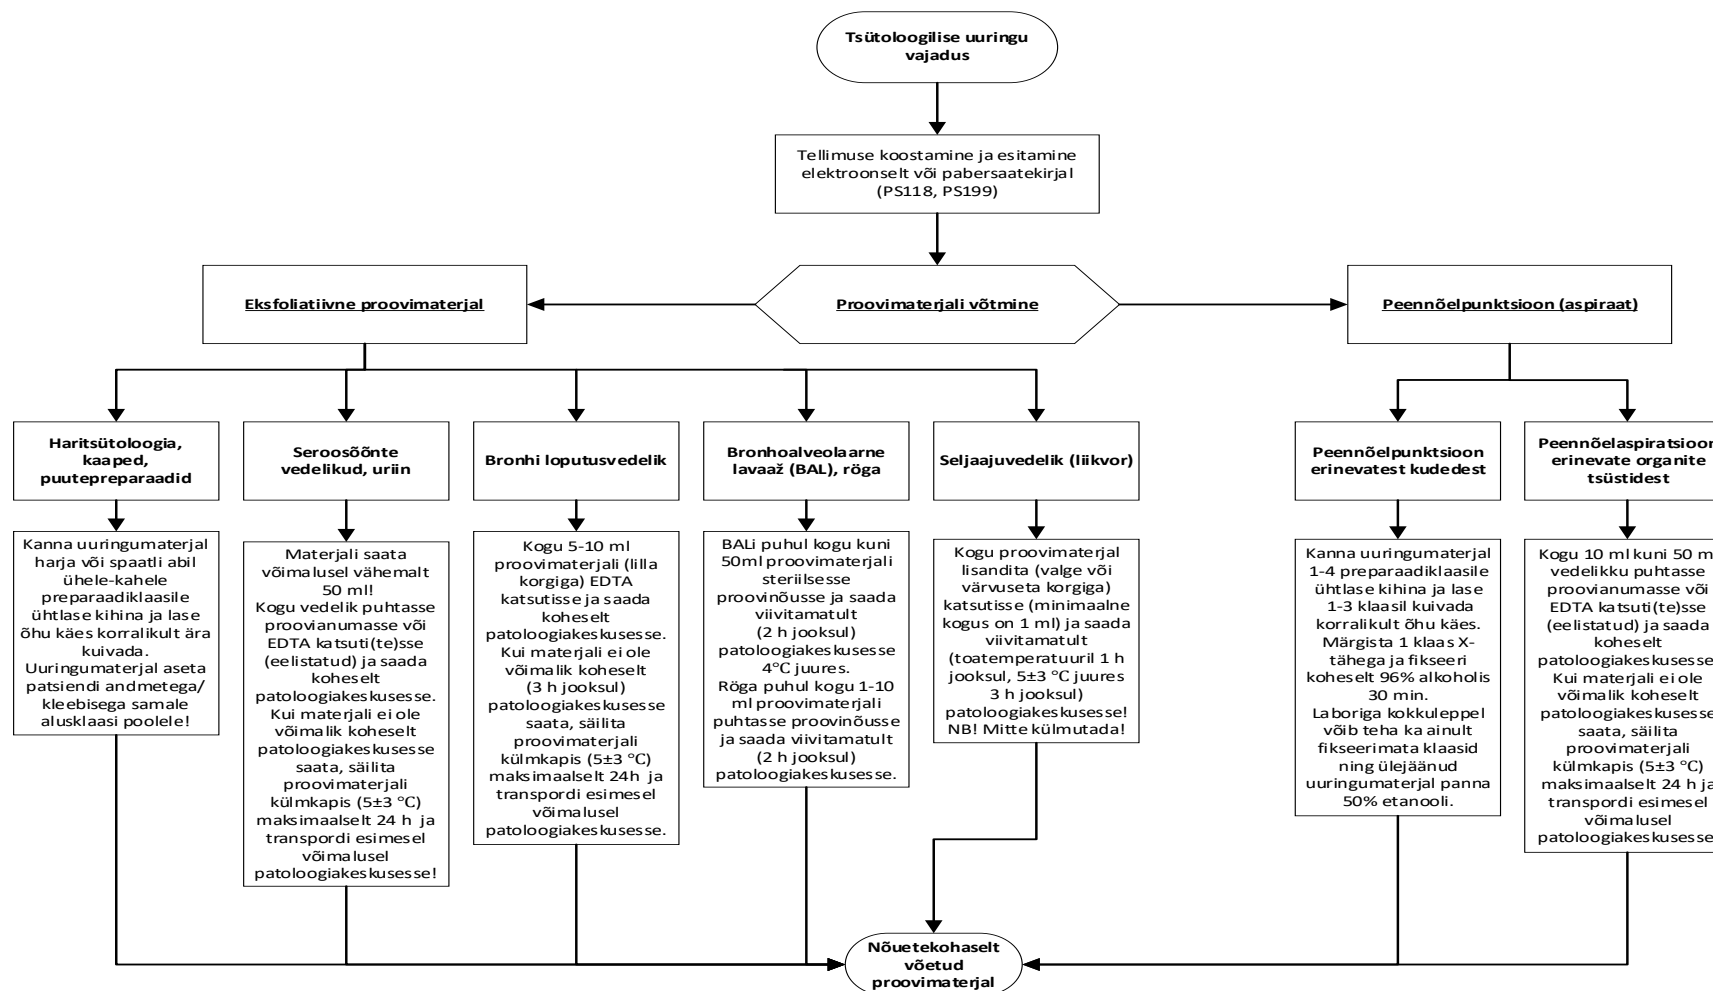 Tsütoloogilise uuringu
vajadus
Tellimuse koostamine ja esitamine
elektroonselt või pabersaatekirjal
(PS118, PS199)
Eksfoliatiivne proovimaterjal
Proovimaterjali võtmine
Peennõelpunktsioon (aspiraat)
Haritsütoloogia,
kaaped,
puutepreparaadid
Seroosõõnte
vedelikud, uriin
Bronhi loputusvedelik
Bronhoalveolaarne
lavaaž (BAL), röga
Seljaajuvedelik (liikvor)
Peennõelpunktsioon
erinevatest kudedest
Peennõelaspiratsioon
erinevate organite
tsüstidest
Kanna uuringumaterjal
harja või spaatli abil
ühele-kahele
preparaadiklaasile
ühtlase kihina ja lase
õhu käes korralikult ära
kuivada.
Uuringumaterjal aseta
patsiendi andmetega/
kleebisega samale
alusklaasi poolele!
Materjali saata
võimalusel vähemalt
50 ml!
Kogu vedelik puhtasse
proovianumasse või
EDTA katsuti(te)sse
(eelistatud) ja saada
koheselt
patoloogiakeskusesse.
Kui materjali ei ole
võimalik koheselt
patoloogiakeskusesse
saata, säilita
proovimaterjali
külmkapis (5±3 °C)
maksimaalselt 24 h ja
transpordi esimesel
võimalusel
patoloogiakeskusesse!
Kogu 5-10 ml
proovimaterjali (lilla
korgiga) EDTA
katsutisse ja saada
koheselt
patoloogiakeskusesse.
Kui materjali ei ole
võimalik koheselt
(3 h jooksul)
patoloogiakeskusesse
saata, säilita
proovimaterjali
külmkapis (5±3 °C)
maksimaalselt 24h ja
transpordi esimesel
võimalusel
patoloogiakeskusesse.
BALi puhul kogu kuni
50ml proovimaterjali
steriilsesse
proovinõusse ja saada
viivitamatult
(2 h jooksul)
patoloogiakeskusesse
4°C juures.
Röga puhul kogu 1-10
ml proovimaterjali
puhtasse proovinõusse
ja saada viivitamatult
(2 h jooksul)
patoloogiakeskusesse.
Kogu proovimaterjal
lisandita (valge või
värvuseta korgiga)
katsutisse (minimaalne
kogus on 1 ml) ja saada
viivitamatult
(toatemperatuuril 1 h
jooksul, 5±3 °C juures
3 h jooksul)
patoloogiakeskusesse!
NB! Mitte külmutada!
Kanna uuringumaterjal
1-4 preparaadiklaasile
ühtlase kihina ja lase
1-3 klaasil kuivada
korralikult õhu käes.
Märgista 1 klaas X-
tähega ja fikseeri
koheselt 96% alkoholis
30 min.
Laboriga kokkuleppel
võib teha ka ainult
fikseerimata klaasid
ning ülejäänud
uuringumaterjal panna
50% etanooli.
Kogu 10 ml kuni 50 ml
vedelikku puhtasse
proovianumasse või
EDTA katsuti(te)sse
(eelistatud) ja saada
koheselt
patoloogiakeskusesse
Kui materjali ei ole
võimalik koheselt
patoloogiakeskusesse
saata, säilita
proovimaterjali
külmkapis (5±3 °C)
maksimaalselt 24 h ja
transpordi esimesel
võimalusel
patoloogiakeskusesse
Nõuetekohaselt
võetud
proovimaterjal